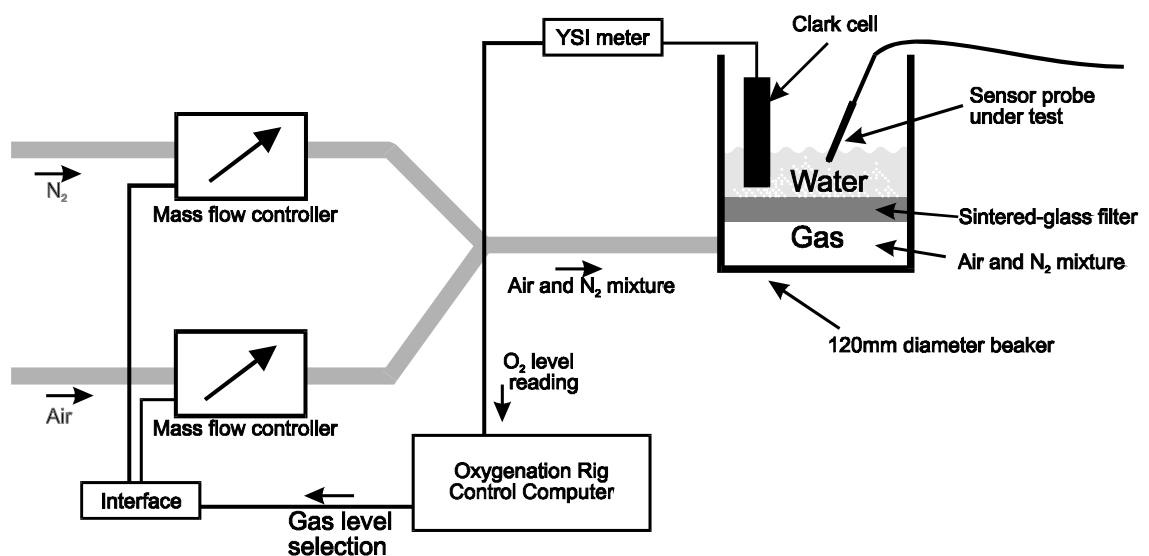 YSI meter
Clark cell
Sensor probe
under test
N₂
Mass flow controller
Water
Sintered-glass filter
Gas
Air and N₂ mixture
Air and N₂ mixture
120mm diameter beaker
O₂ level
reading
Air
Mass flow controller
Oxygenation Rig
Control Computer
Interface
Gas level
selection